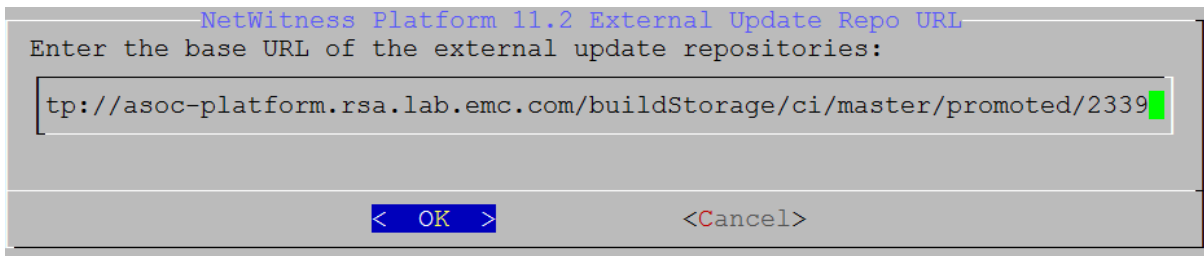 NetWitness Platform 11.2 External Update Repo URL
Enter the base URL of the external update repositories:
tp://asoc-platform.rsa.lab.emc.com/buildStorage/ci/master/promoted/2339
< OK > <Cancel>